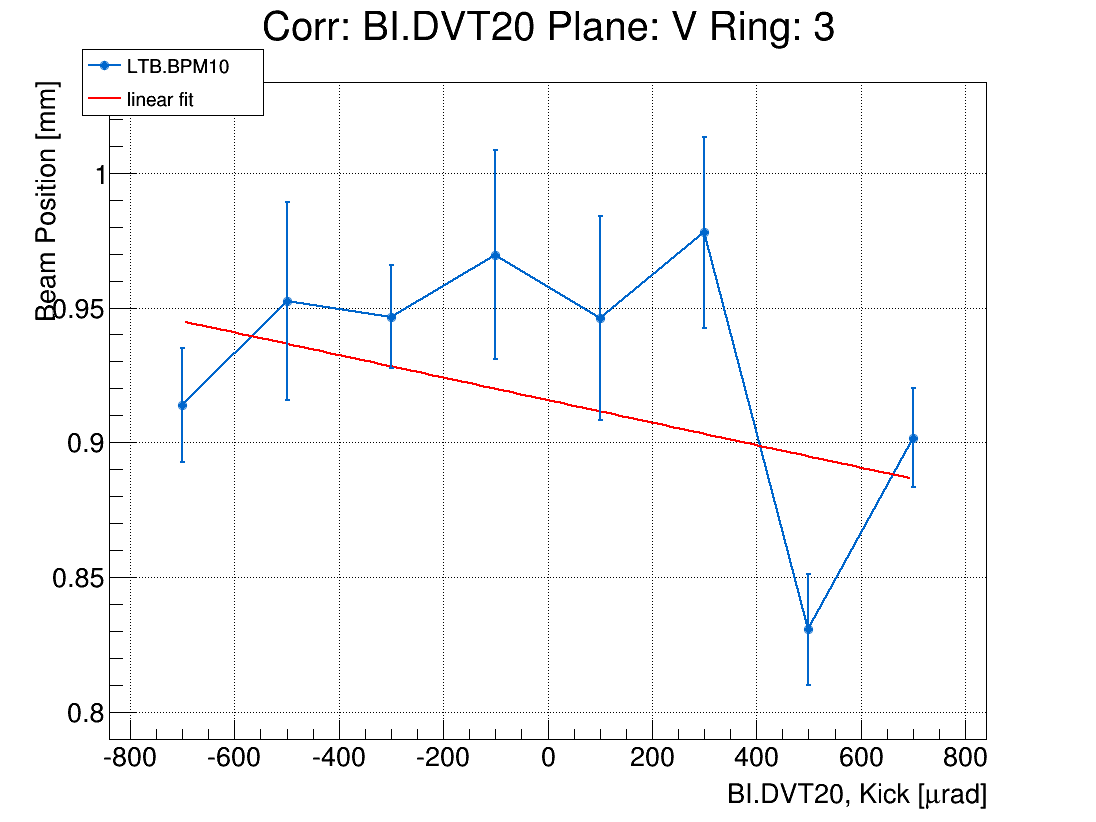 Corr: BI.DVT20 Plane: V Ring: 3
LTB.BPM10
linear fit
Beam Position [mm]
1
0.95
0.9
0.85
0.8
-800 -600 -400 -200 0 200 400 600 800
BI.DVT20, Kick [μrad]